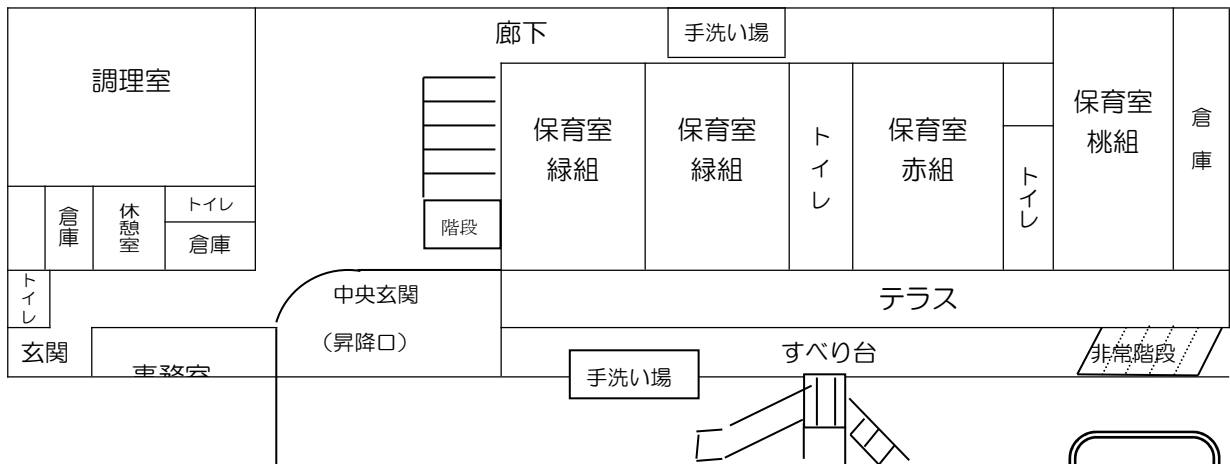 廊下
手洗い場
調理室
保育室
緑組
保育室
緑組
トイレ
保育室
赤組
トイレ
保育室
桃組
倉庫
倉庫
休憩室
トイレ
倉庫
階段
トイレ
中央玄関
(昇降口)
テラス
玄関
事務室
手洗い場
すべり台
非常階段